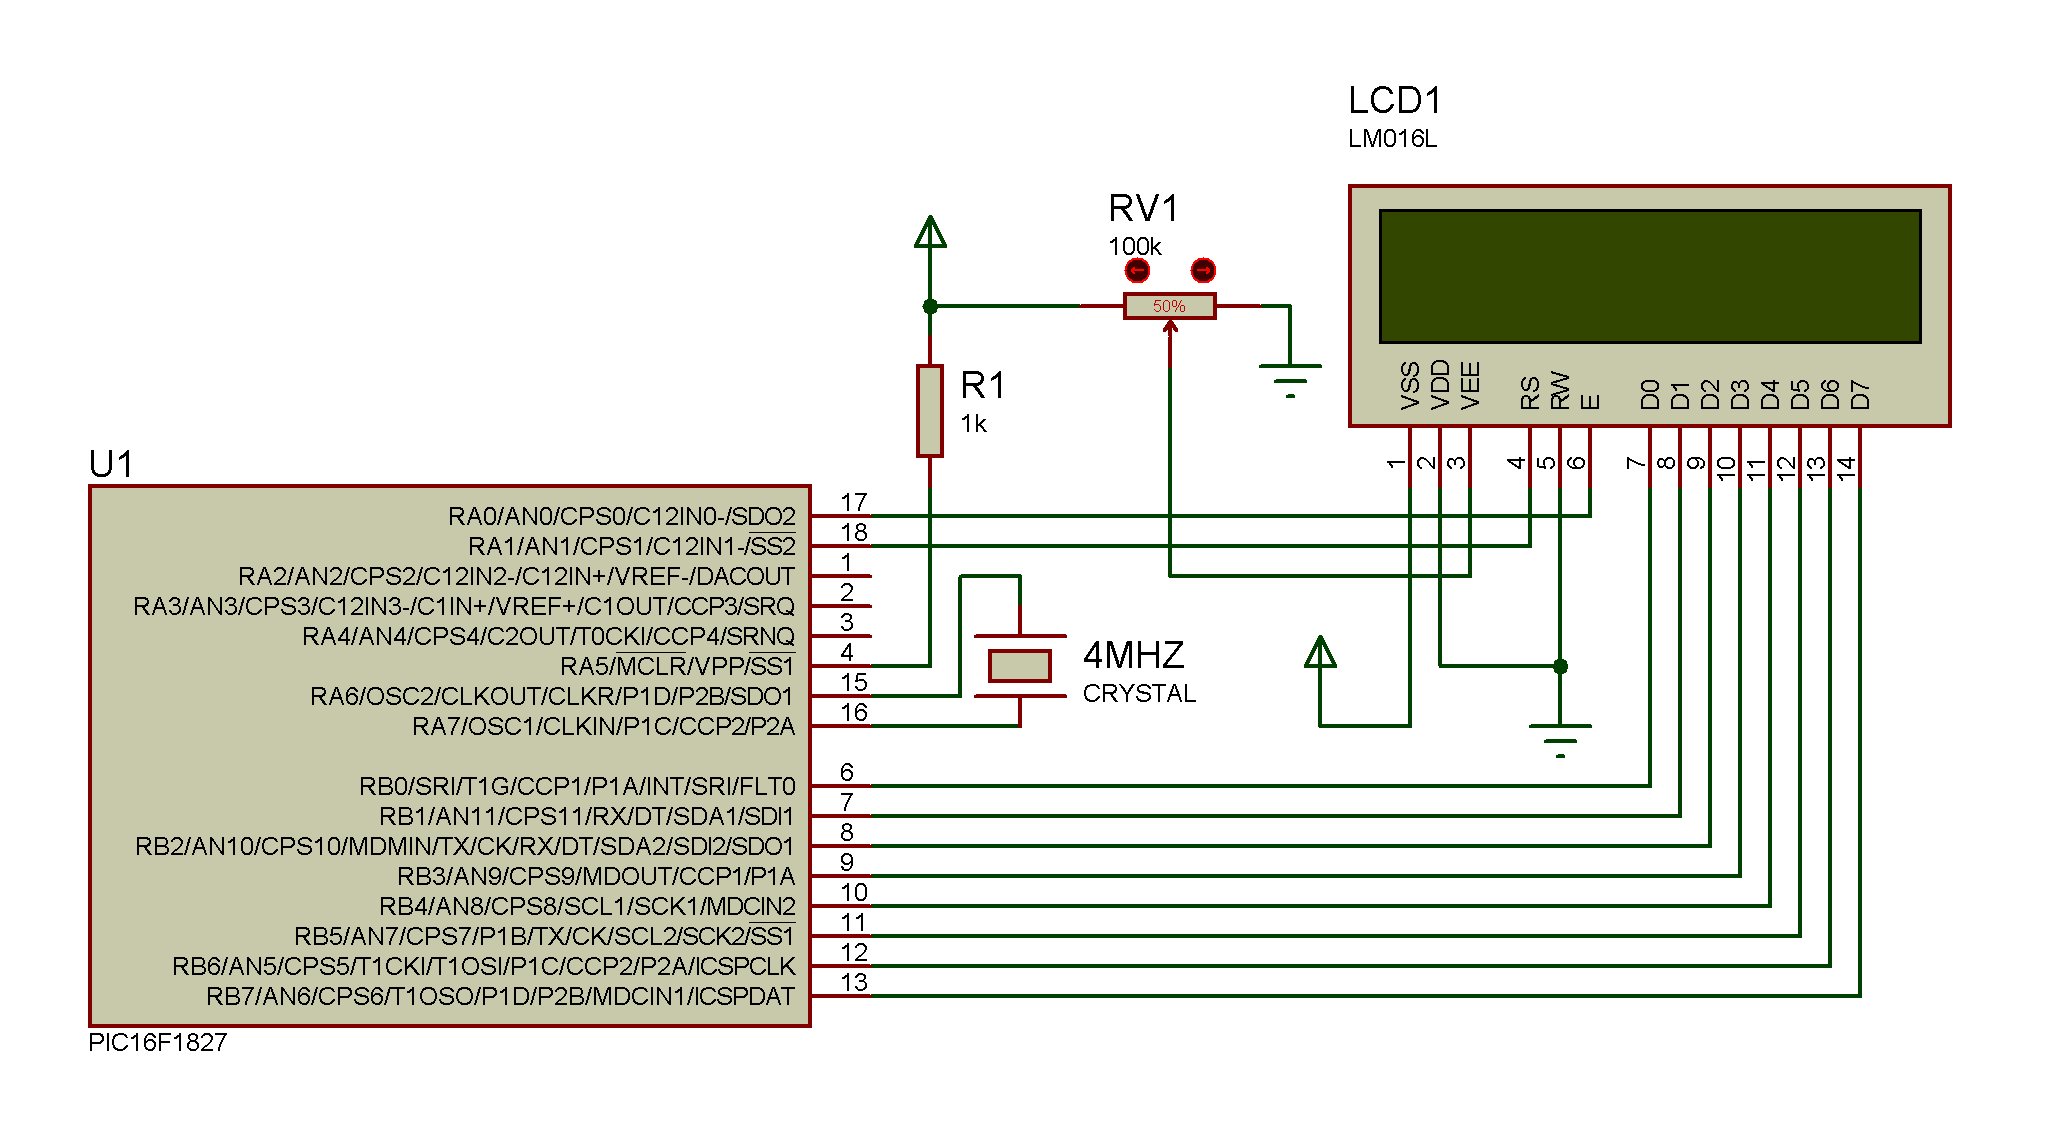 LCD1
LM016L
RV1
100k
50%
VSS
VDD
VEE
RS
RW
E
D0
D1
D2
D3
D4
D5
D6
D7
R1
1k
1
2
3
4
5
6
7
8
9
10
11
12
13
14
U1
RA0/AN0/CPS0/C12IN0-/SDO2 17
RA1/AN1/CPS1/C12IN1-/SS2 18
RA2/AN2/CPS2/C12IN2-/C12IN+/VREF-/DACOUT 1
RA3/AN3/CPS3/C12IN3-/C1IN+/VREF+/C1OUT/CCP3/SRQ 2
RA4/AN4/CPS4/C2OUT/T0CKI/CCP4/SRNQ 3
RA5/MCLR/VPP/SS1 4
RA6/OSC2/CLKOUT/CLKR/P1D/P2B/SDO1 15
RA7/OSC1/CLKIN/P1C/CCP2/P2A 16
4MHZ
CRYSTAL
RB0/SRI/T1G/CCP1/P1A/INT/SRI/FLT0 6
RB1/AN11/CPS11/RX/DT/SDA1/SDI1 7
RB2/AN10/CPS10/MDMIN/TX/CK/RX/DT/SDA2/SDI2/SDO1 8
RB3/AN9/CPS9/MDOUT/CCP1/P1A 9
RB4/AN8/CPS8/SCL1/SCK1/MDCIN2 10
RB5/AN7/CPS7/P1B/TX/CK/SCL2/SCK2/SS1 11
RB6/AN5/CPS5/T1CKI/T1OSI/P1C/CCP2/P2A/ICSPCLK 12
RB7/AN6/CPS6/T1OSO/P1D/P2B/MDCIN1/ICSPDAT 13
PIC16F1827